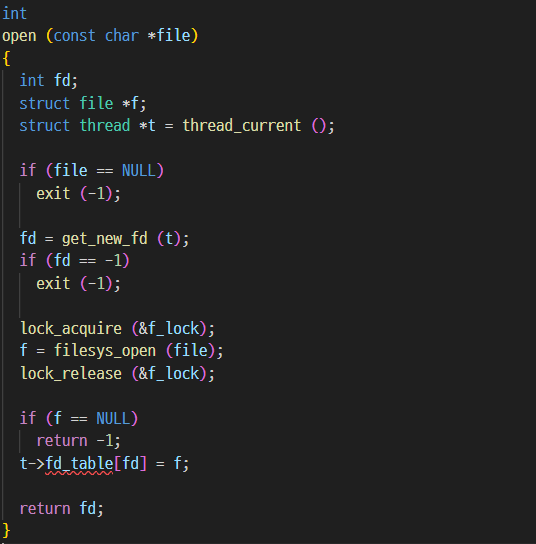 int
open (const char *file)
{
  int fd;
  struct file *f;
  struct thread *t = thread_current ();
  if (file == NULL)
    exit (-1);
  fd = get_new_fd (t);
  if (fd == -1)
    exit (-1);
  lock_acquire (&f_lock);
  f = filesys_open (file);
  lock_release (&f_lock);
  if (f == NULL)
    return -1;
  t->fd_table[fd] = f;
  return fd;
}